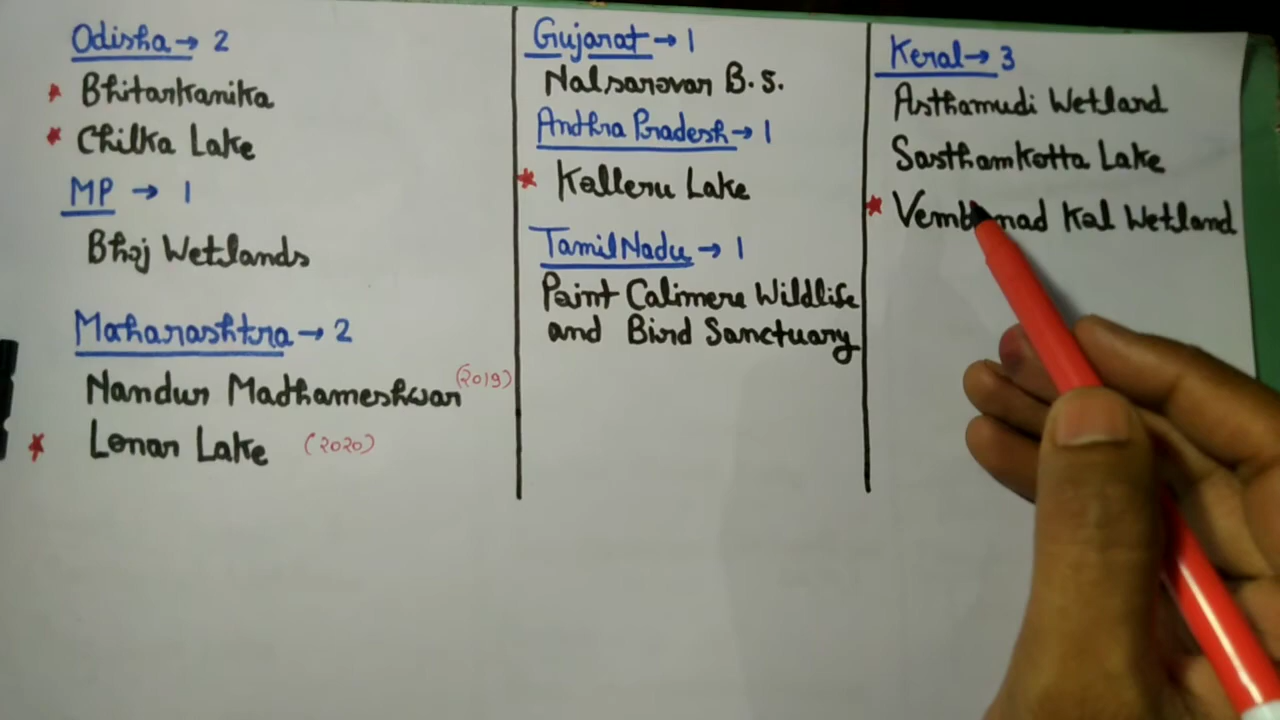 Odisha → 2
* Bhitarkanika
* Chilka Lake
MP → 1
Bhoj Wetlands
Maharashtra → 2
Nandur Madhameshwar (2019)
* Lonar Lake (2020)
Gujarat → 1
Nalsarovar B.S.
Andhra Pradesh → 1
* Kolleru Lake
Tamil Nadu → 1
Point Calimere Wildlife
and Bird Sanctuary
Keral → 3
Asthamudi Wetland
Sasthamkotta Lake
* Vembanad Kal Wetland